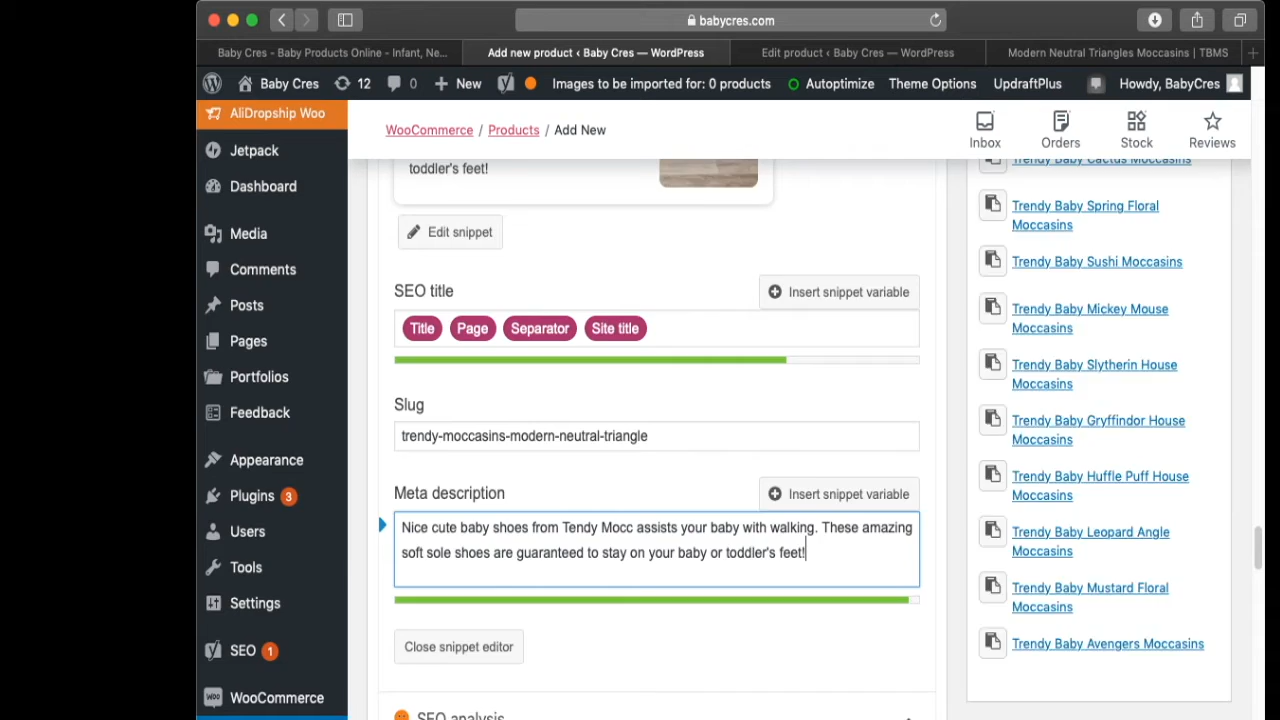 babycres.com
Baby Cres - Baby Products Online - Infant, Ne...
Add new product ‹ Baby Cres — WordPress
Edit product ‹ Baby Cres — WordPress
Modern Neutral Triangles Moccasins | TBMS
Baby Cres
12
0
New
Images to be imported for: 0 products
Autoptimize
Theme Options
UpdraftPlus
Howdy, BabyCres
AliDropship Woo
Jetpack
Dashboard
Media
Comments
Posts
Pages
Portfolios
Feedback
Appearance
Plugins 3
Users
Tools
Settings
SEO 1
WooCommerce
WooCommerce / Products / Add New
Inbox
Orders
Stock
Reviews
toddler's feet!
Edit snippet
SEO title
Insert snippet variable
Title Page Separator Site title
Slug
trendy-moccasins-modern-neutral-triangle
Meta description
Insert snippet variable
Nice cute baby shoes from Tendy Mocc assists your baby with walking. These amazing
soft sole shoes are guaranteed to stay on your baby or toddler's feet!
Close snippet editor
SEO analysis
Trendy Baby Cactus Moccasins
Trendy Baby Spring Floral
Moccasins
Trendy Baby Sushi Moccasins
Trendy Baby Mickey Mouse
Moccasins
Trendy Baby Slytherin House
Moccasins
Trendy Baby Gryffindor House
Moccasins
Trendy Baby Huffle Puff House
Moccasins
Trendy Baby Leopard Angle
Moccasins
Trendy Baby Mustard Floral
Moccasins
Trendy Baby Avengers Moccasins